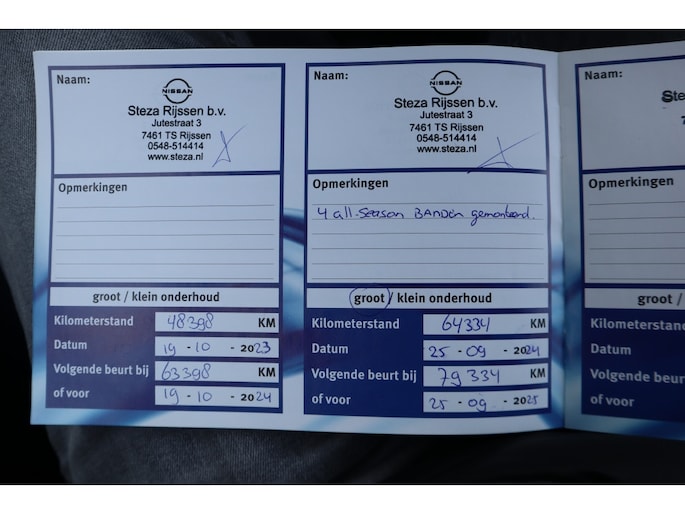 Naam:
NISSAN
Steza Rijssen b.v.
Jutestraat 3
7461 TS Rijssen
0548-514414
www.steza.nl
Opmerkingen
groot / klein onderhoud
Kilometerstand 48398 KM
Datum 19 - 10 - 2023
Volgende beurt bij 63398 KM
of voor 19 - 10 - 2024
Naam:
NISSAN
Steza Rijssen b.v.
Jutestraat 3
7461 TS Rijssen
0548-514414
www.steza.nl
Opmerkingen
4 all-season BANDEN gemonteerd.
groot / klein onderhoud
Kilometerstand 64334 KM
Datum 25 - 09 - 2024
Volgende beurt bij 79334 KM
of voor 25 - 09 - 2025
Naam:
Ste
7
Opmerkingen
groot /
Kilometerstand
Datum
Volgende beurt
of voor